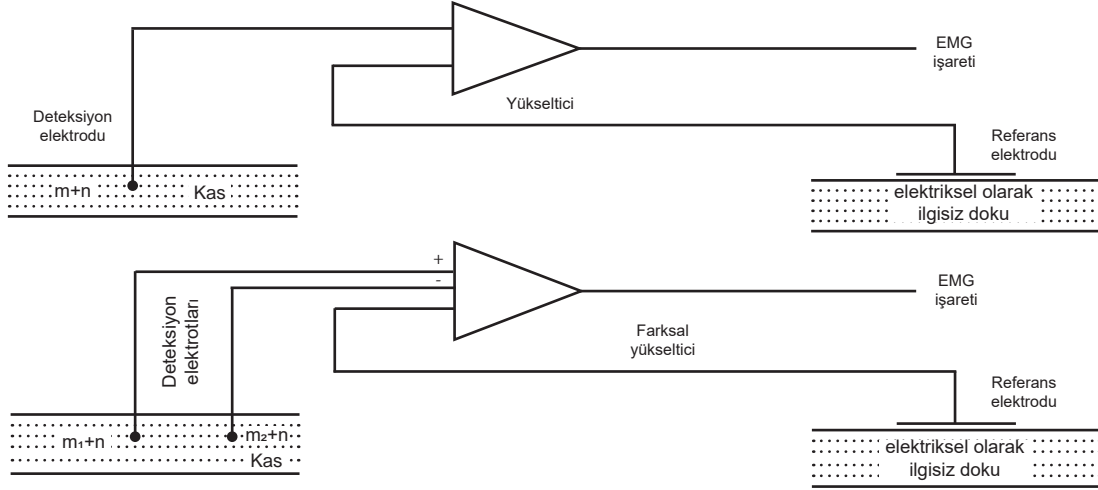 EMG
işareti
Yükseltici
Deteksiyon
elektrodu
Referans
elektrodu
m+n
Kas
elektriksel olarak
ilgisiz doku
+
-
EMG
işareti
Deteksiyon
elektrotları
Farksal
yükseltici
Referans
elektrodu
m₁+n
m₂+n
Kas
elektriksel olarak
ilgisiz doku